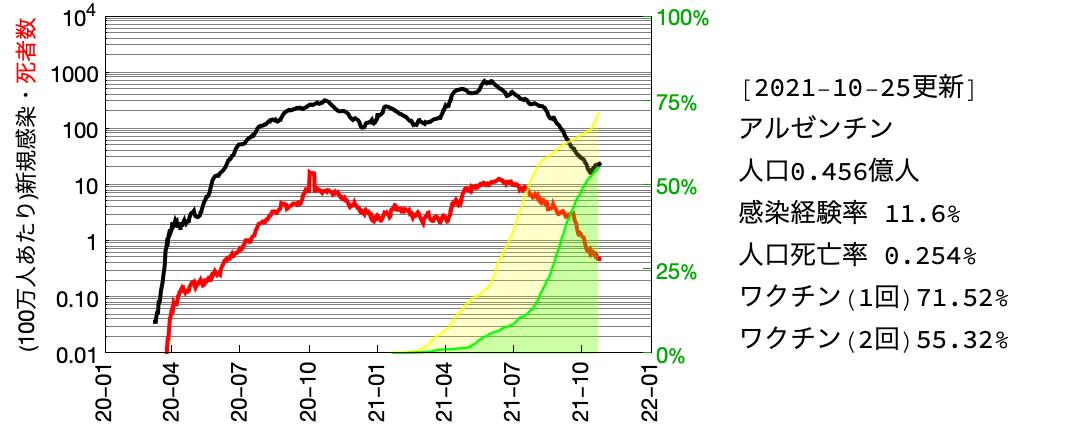 (100万人あたり)新規感染・死者数
10⁴
1000
100
10
1
0.10
0.01
100%
75%
50%
25%
0%
20-01
20-04
20-07
20-10
21-01
21-04
21-07
21-10
22-01
[2021-10-25更新]
アルゼンチン
人口0.456億人
感染経験率 11.6%
人口死亡率 0.254%
ワクチン(1回)71.52%
ワクチン(2回)55.32%